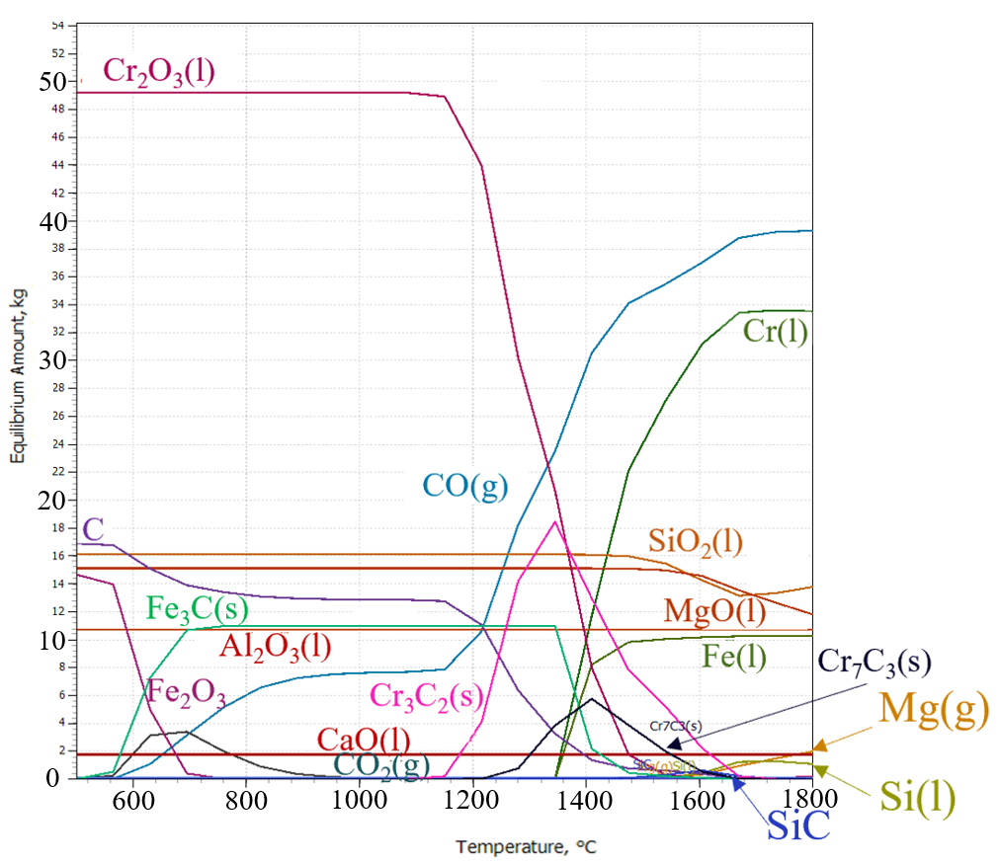 54
52
50
48
46
44
42
40
38
36
34
32
30
28
26
24
22
20
18
16
14
12
10
8
6
4
2
0
Equilibrium Amount, kg
Cr₂O₃(l)
Cr(l)
CO(g)
C
SiO₂(l)
Fe₃C(s)
MgO(l)
Al₂O₃(l)
Fe(l)
Cr₇C₃(s)
Fe₂O₃
Cr₃C₂(s)
Mg(g)
Cr7C3(s)
CaO(l)
CO₂(g)
Si(l)
SiC
600 800 1000 1200 1400 1600 1800
Temperature, °C